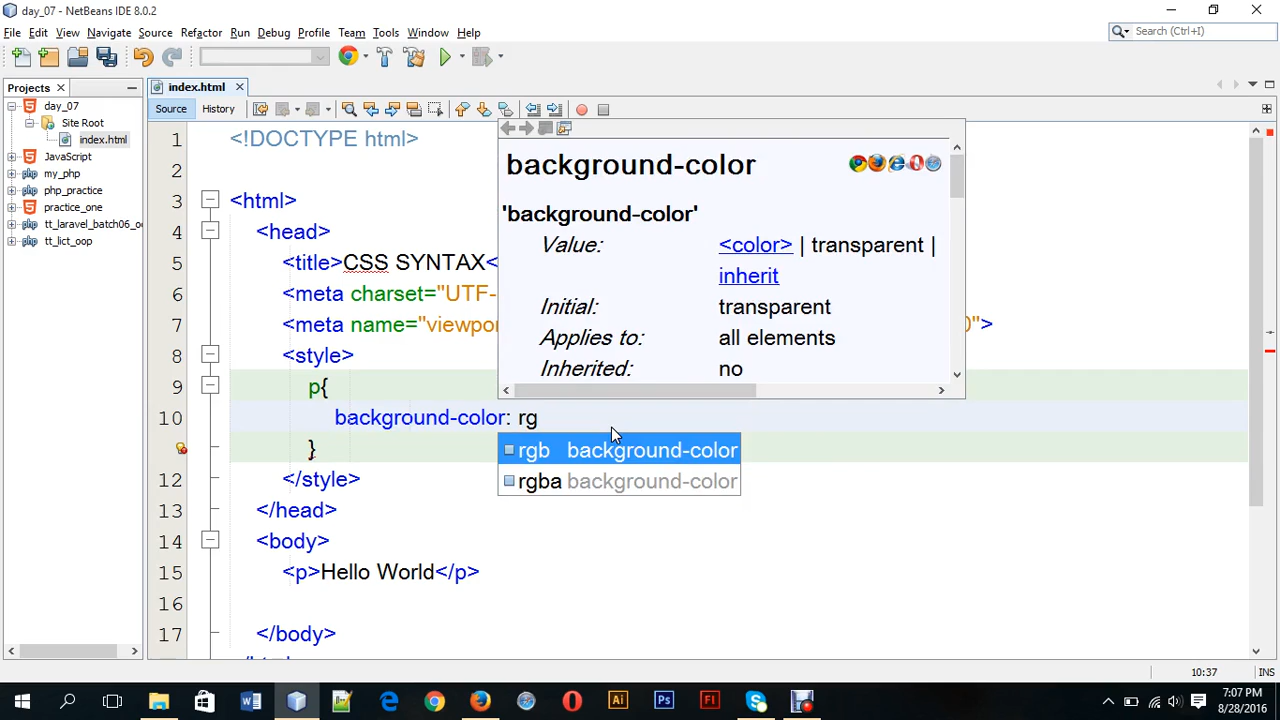 day_07 - NetBeans IDE 8.0.2
File Edit View Navigate Source Refactor Run Debug Profile Team Tools Window Help
Search (Ctrl+I)
Projects
index.html
day_07
Site Root
index.html
JavaScript
my_php
php_practice
practice_one
tt_laravel_batch06_oo
tt_lict_oop
Source History
1 <!DOCTYPE html>
2
3 <html>
4 <head>
5 <title>CSS SYNTAX<
6 <meta charset="UTF-
7 <meta name="viewpo 0">
8 <style>
9 p{
10 background-color: rg
}
12 </style>
13 </head>
14 <body>
15 <p>Hello World</p>
16
17 </body>
background-color
'background-color'
Value: <color> | transparent |
inherit
Initial: transparent
Applies to: all elements
Inherited: no
rgb background-color
rgba background-color
10:37 INS
7:07 PM
8/28/2016